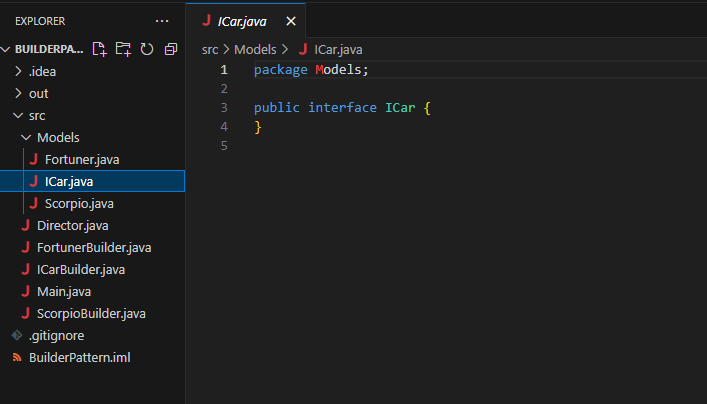 EXPLORER
BUILDERPA...
.idea
out
src
Models
Fortuner.java
ICar.java
Scorpio.java
Director.java
FortunerBuilder.java
ICarBuilder.java
Main.java
ScorpioBuilder.java
.gitignore
BuilderPattern.iml
ICar.java
src > Models > ICar.java
1 package Models;
2
3 public interface ICar {
4 }
5